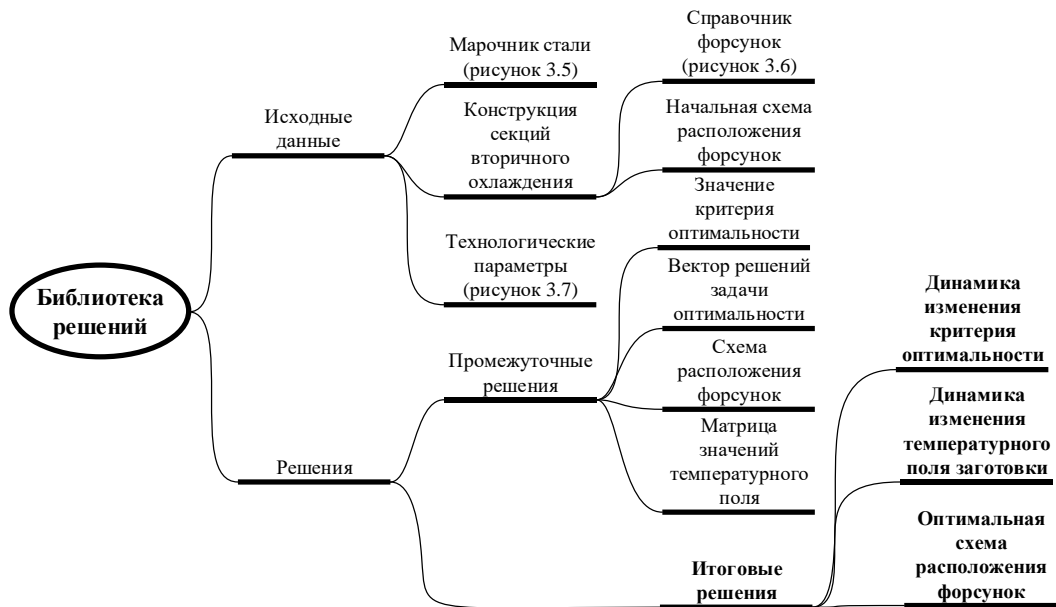 Библиотека
решений
Исходные
данные
Марочник стали
(рисунок 3.5)
Конструкция
секций
вторичного
охлаждения
Справочник
форсунок
(рисунок 3.6)
Начальная схема
расположения
форсунок
Технологические
параметры
(рисунок 3.7)
Решения
Промежуточные
решения
Значение
критерия
оптимальности
Вектор решений
задачи
оптимальности
Схема
расположения
форсунок
Матрица
значений
температурного
поля
Итоговые
решения
Динамика
изменения
критерия
оптимальности
Динамика
изменения
температурного
поля заготовки
Оптимальная
схема
расположения
форсунок